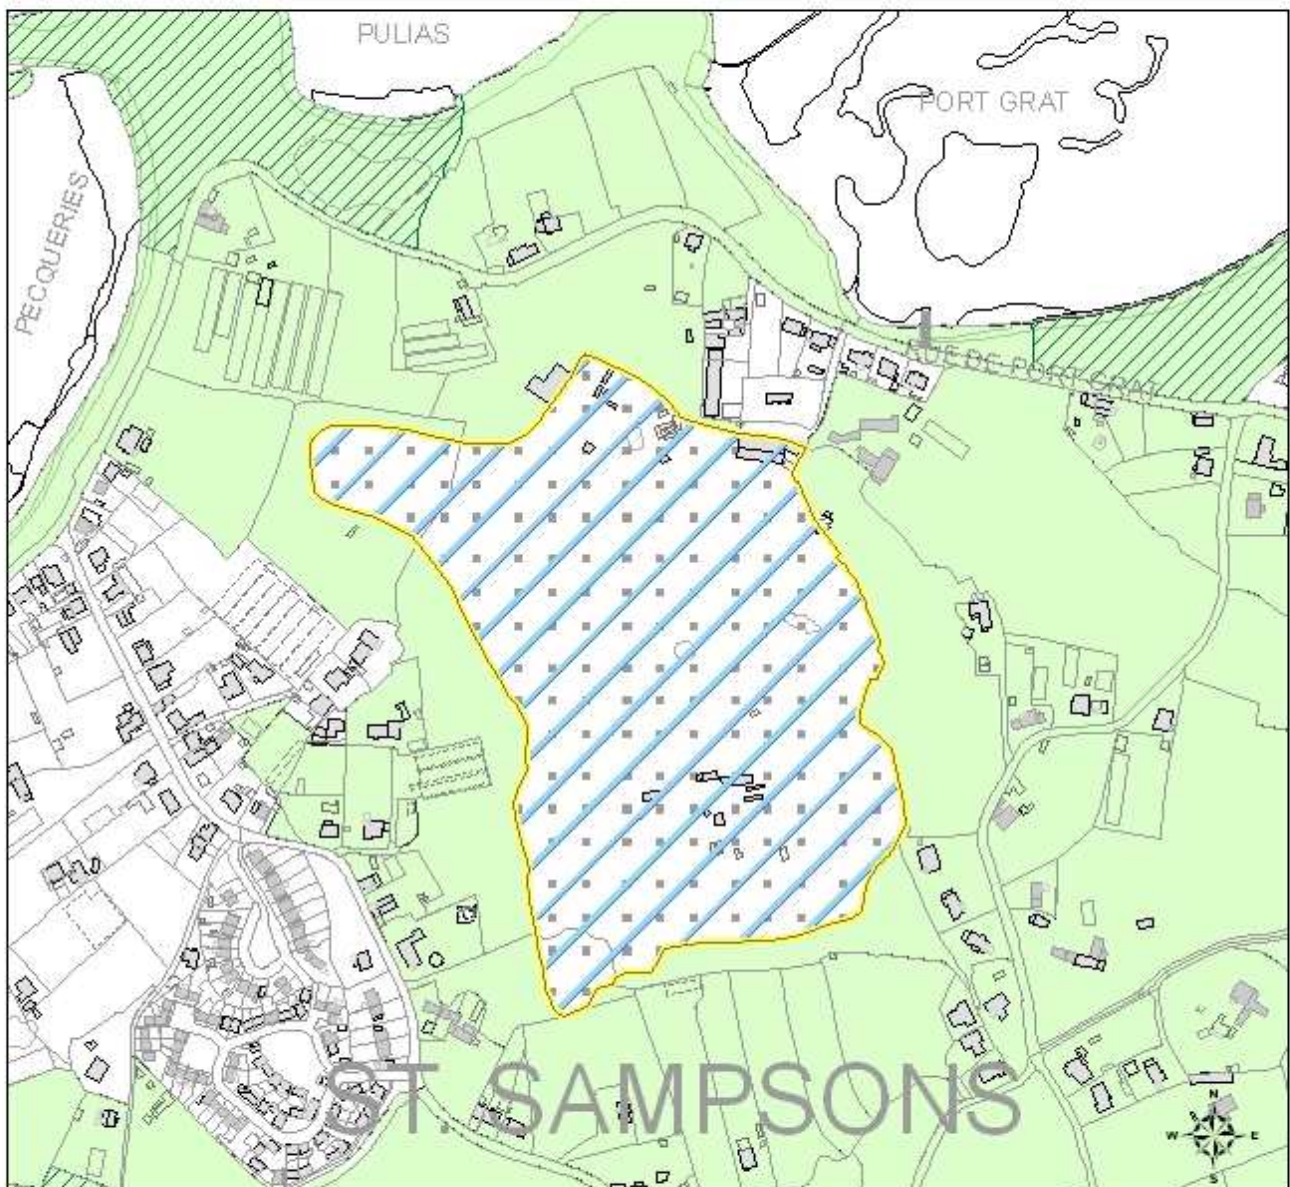 PULIAS
PORT GRAT
PECQUERIES
RUE DE PORT GRAT
ST. SAMPSONS
N
W E
S